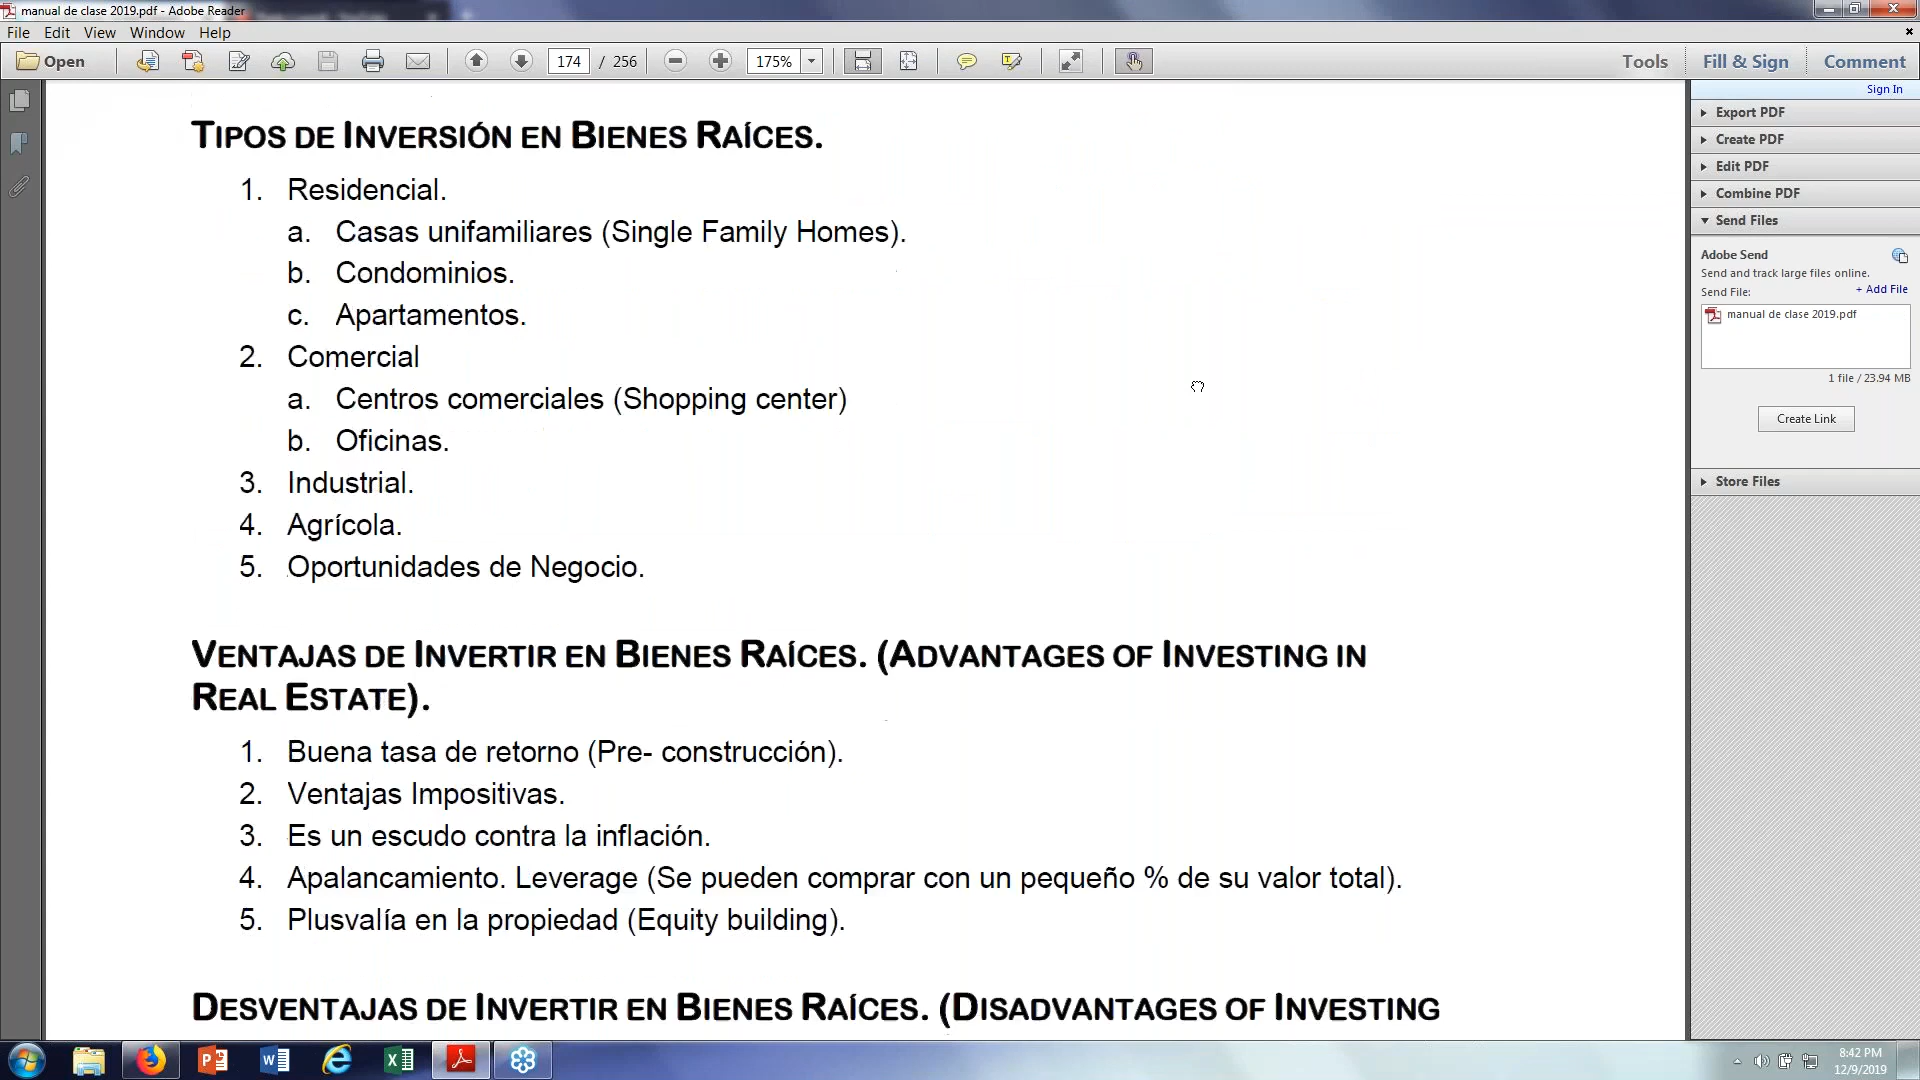 manual de clase 2019.pdf - Adobe Reader
File Edit View Window Help
Open 174 / 256 175% Tools Fill & Sign Comment
Sign In
Export PDF
Create PDF
Edit PDF
Combine PDF
Send Files
Adobe Send
Send and track large files online.
Send File: + Add File
manual de clase 2019.pdf
1 file / 23.94 MB
Create Link
Store Files
TIPOS DE INVERSIÓN EN BIENES RAÍCES.
1. Residencial.
a. Casas unifamiliares (Single Family Homes).
b. Condominios.
c. Apartamentos.
2. Comercial
a. Centros comerciales (Shopping center)
b. Oficinas.
3. Industrial.
4. Agrícola.
5. Oportunidades de Negocio.
VENTAJAS DE INVERTIR EN BIENES RAÍCES. (ADVANTAGES OF INVESTING IN
REAL ESTATE).
1. Buena tasa de retorno (Pre- construcción).
2. Ventajas Impositivas.
3. Es un escudo contra la inflación.
4. Apalancamiento. Leverage (Se pueden comprar con un pequeño % de su valor total).
5. Plusvalía en la propiedad (Equity building).
DESVENTAJAS DE INVERTIR EN BIENES RAÍCES. (DISADVANTAGES OF INVESTING
8:42 PM
12/9/2019